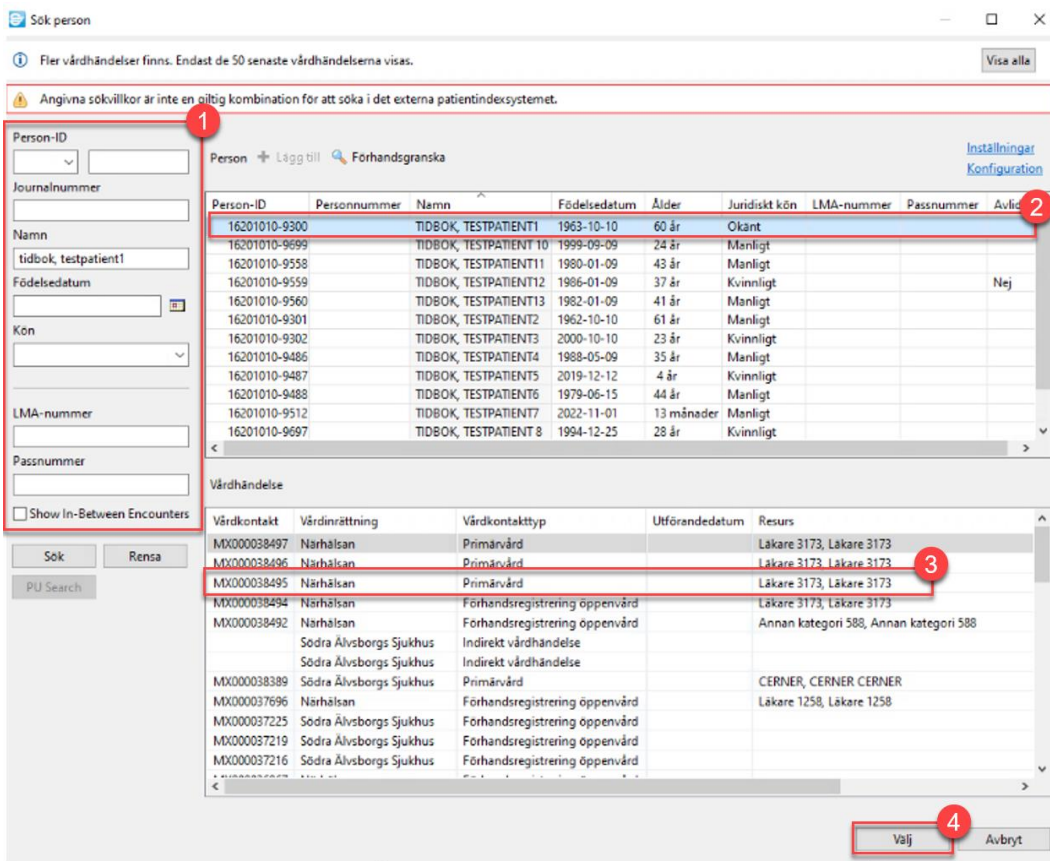 Sök person
Fler vårdhändelser finns. Endast de 50 senaste vårdhändelserna visas.
Visa alla
Angivna sökvillkor är inte en giltig kombination för att söka i det externa patientindexsystemet.
1
Person-ID
Journalnummer
Namn
tidbok, testpatient1
Födelsedatum
Kön
LMA-nummer
Passnummer
Show In-Between Encounters
Sök Rensa
PU Search
Person Lägg till Förhandsgranska
Inställningar
Konfiguration
Person-ID Personnummer Namn Födelsedatum Ålder Juridiskt kön LMA-nummer Passnummer
2
16201010-9300 TIDBOK, TESTPATIENT1 1963-10-10 60 år Okänt
16201010-9699 TIDBOK, TESTPATIENT 10 1999-09-09 24 år Manligt
16201010-9558 TIDBOK, TESTPATIENT11 1980-01-09 43 år Manligt
16201010-9559 TIDBOK, TESTPATIENT12 1986-01-09 37 år Kvinnligt Nej
16201010-9560 TIDBOK, TESTPATIENT13 1982-01-09 41 år Manligt
16201010-9301 TIDBOK, TESTPATIENT2 1962-10-10 61 år Manligt
16201010-9302 TIDBOK, TESTPATIENT3 2000-10-10 23 år Kvinnligt
16201010-9486 TIDBOK, TESTPATIENT4 1988-05-09 35 år Manligt
16201010-9487 TIDBOK, TESTPATIENT5 2019-12-12 4 år Kvinnligt
16201010-9488 TIDBOK, TESTPATIENT6 1979-06-15 44 år Manligt
16201010-9512 TIDBOK, TESTPATIENT7 2022-11-01 13 månader Manligt
16201010-9697 TIDBOK, TESTPATIENT 8 1994-12-25 28 år Kvinnligt
Vårdhändelse
Vårdkontakt Vårdinrättning Vårdkontakttyp Utförandedatum Resurs
MX000038497 Närhälsan Primärvård Läkare 3173, Läkare 3173
MX000038496 Närhälsan Primärvård Läkare 3173, Läkare 3173
3
MX000038495 Närhälsan Primärvård Läkare 3173, Läkare 3173
MX000038494 Närhälsan Förhandsregistrering öppenvård Läkare 3173, Läkare 3173
MX000038492 Närhälsan Förhandsregistrering öppenvård Annan kategori 588, Annan kategori 588
Södra Älvsborgs Sjukhus Indirekt vårdhändelse
Södra Älvsborgs Sjukhus Indirekt vårdhändelse
MX000038389 Södra Älvsborgs Sjukhus Primärvård CERNER, CERNER CERNER
MX000037696 Närhälsan Förhandsregistrering öppenvård Läkare 1258, Läkare 1258
MX000037225 Södra Älvsborgs Sjukhus Förhandsregistrering öppenvård
MX000037219 Södra Älvsborgs Sjukhus Förhandsregistrering öppenvård
MX000037216 Södra Älvsborgs Sjukhus Förhandsregistrering öppenvård
4
Välj Avbryt